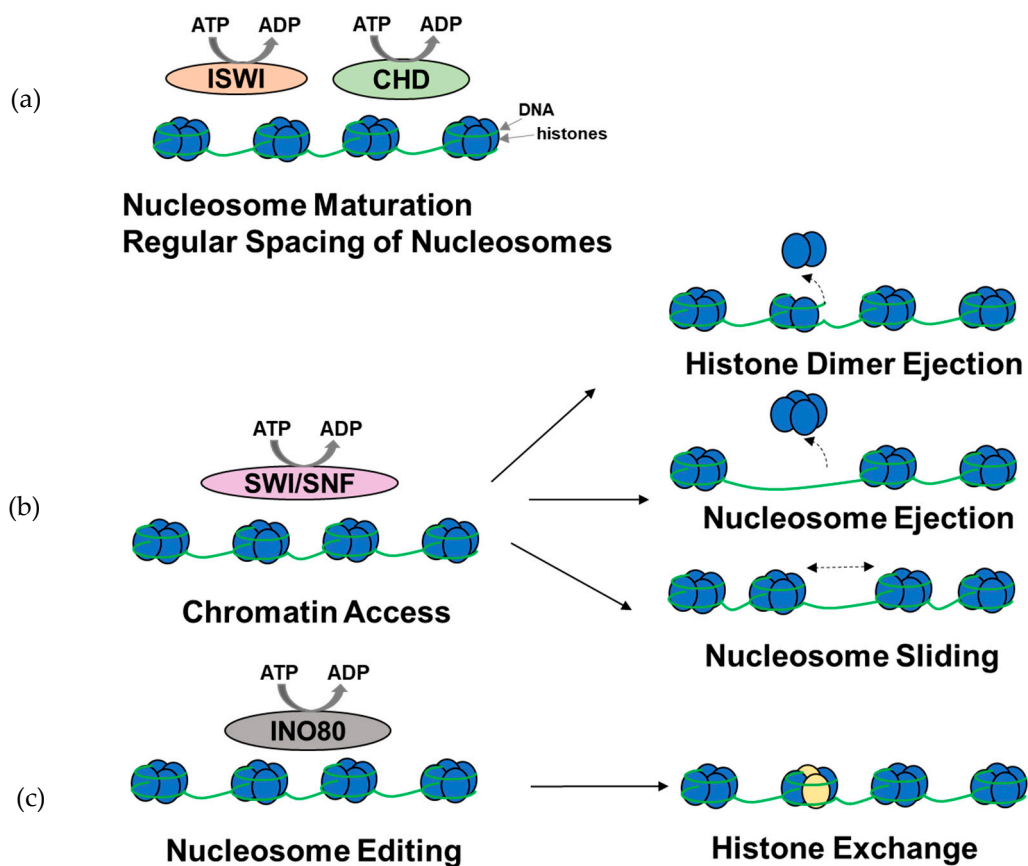 (a)
ATP ADP
ISWI
ATP ADP
CHD
DNA
histones
Nucleosome Maturation
Regular Spacing of Nucleosomes
(b)
ATP ADP
SWI/SNF
Chromatin Access
Histone Dimer Ejection
Nucleosome Ejection
Nucleosome Sliding
(c)
ATP ADP
INO80
Nucleosome Editing
Histone Exchange